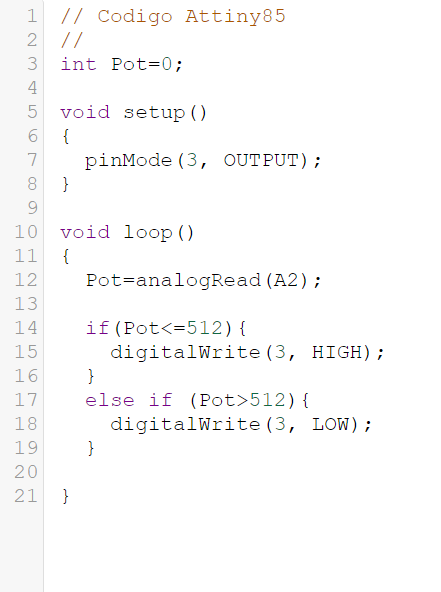 1 // Codigo Attiny85
2 //
3 int Pot=0;
4
5 void setup()
6 {
7   pinMode(3, OUTPUT);
8 }
9
10 void loop()
11 {
12   Pot=analogRead(A2);
13
14   if(Pot<=512){
15     digitalWrite(3, HIGH);
16   }
17   else if (Pot>512){
18     digitalWrite(3, LOW);
19   }
20
21 }